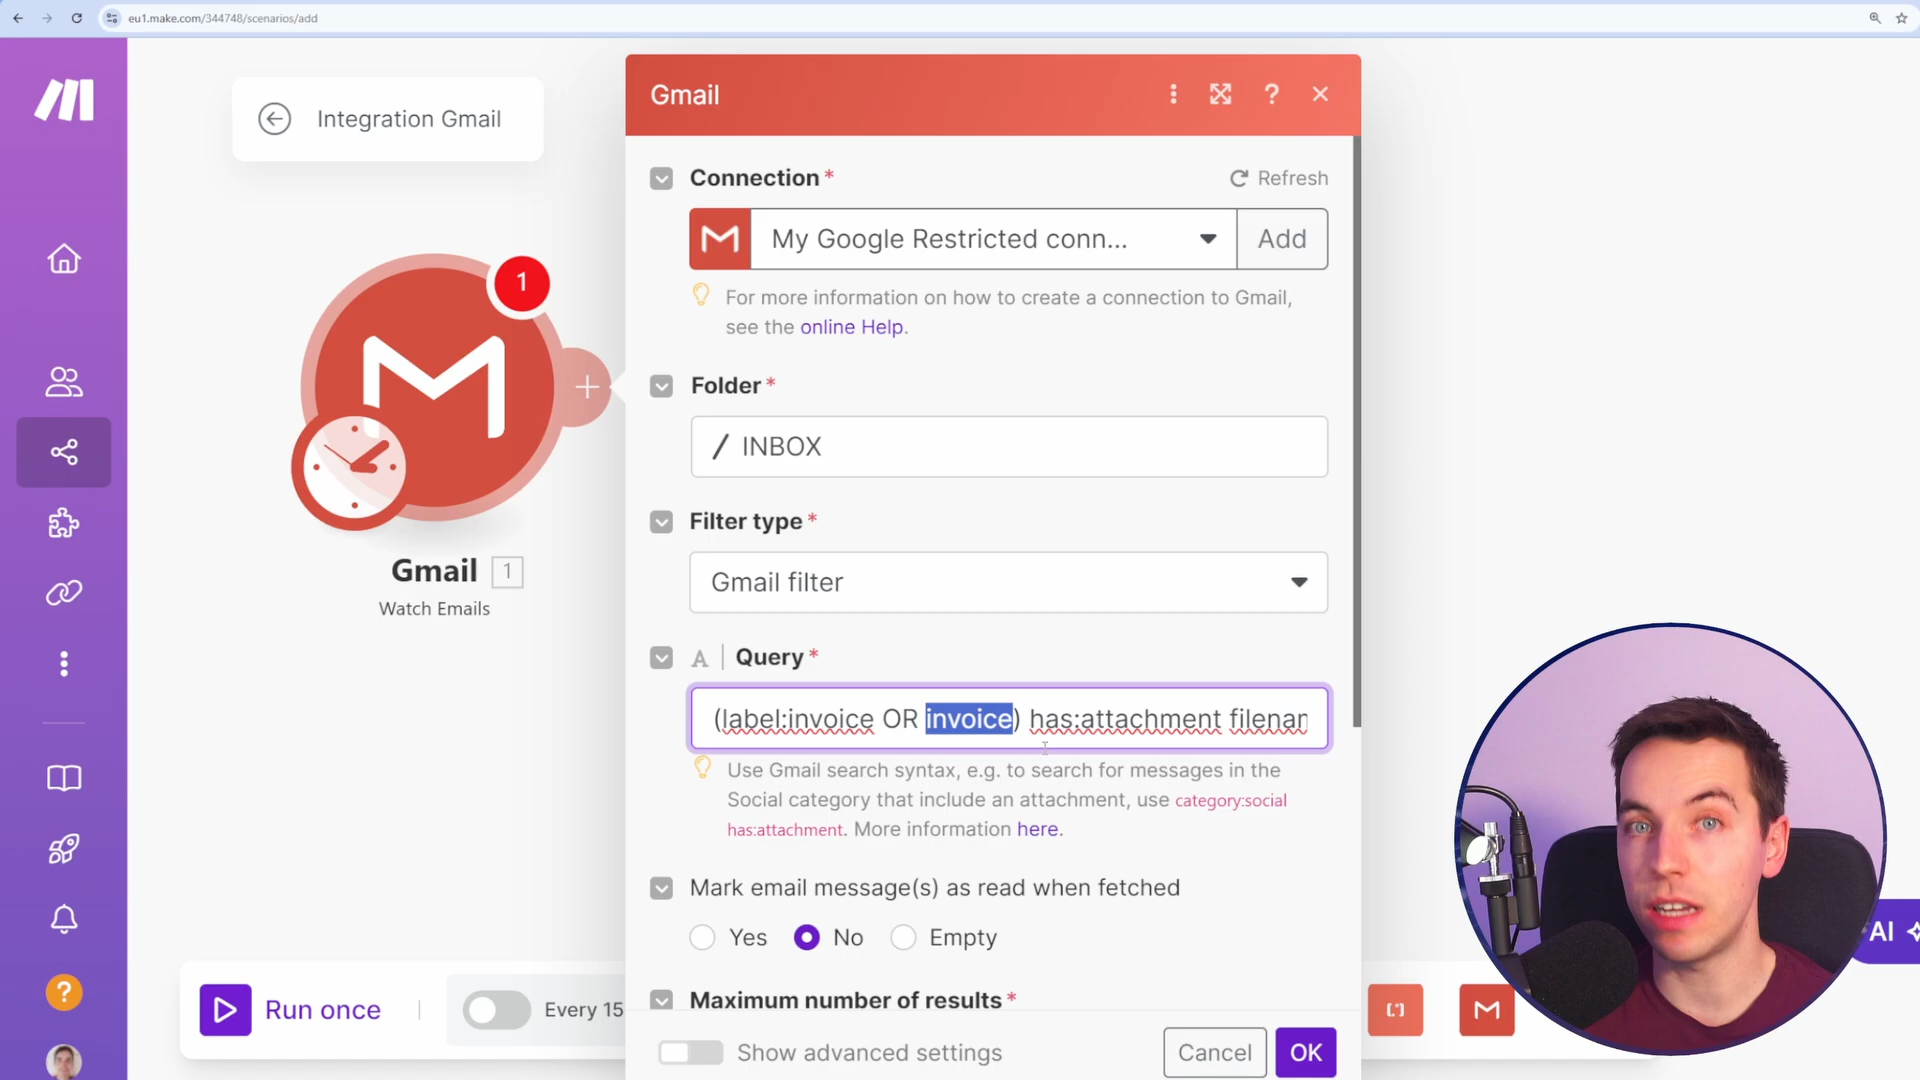 eu1.make.com/344748/scenarios/add
Integration Gmail
1
Gmail 1
Watch Emails
Run once
Every 15
Gmail
Connection *
Refresh
My Google Restricted conn...
Add
For more information on how to create a connection to Gmail,
see the online Help.
Folder *
/ INBOX
Filter type *
Gmail filter
A Query *
(label:invoice OR invoice) has:attachment filenam
Use Gmail search syntax, e.g. to search for messages in the
Social category that include an attachment, use category:social
has:attachment. More information here.
Mark email message(s) as read when fetched
Yes No Empty
Maximum number of results *
Show advanced settings
Cancel OK
AI
?